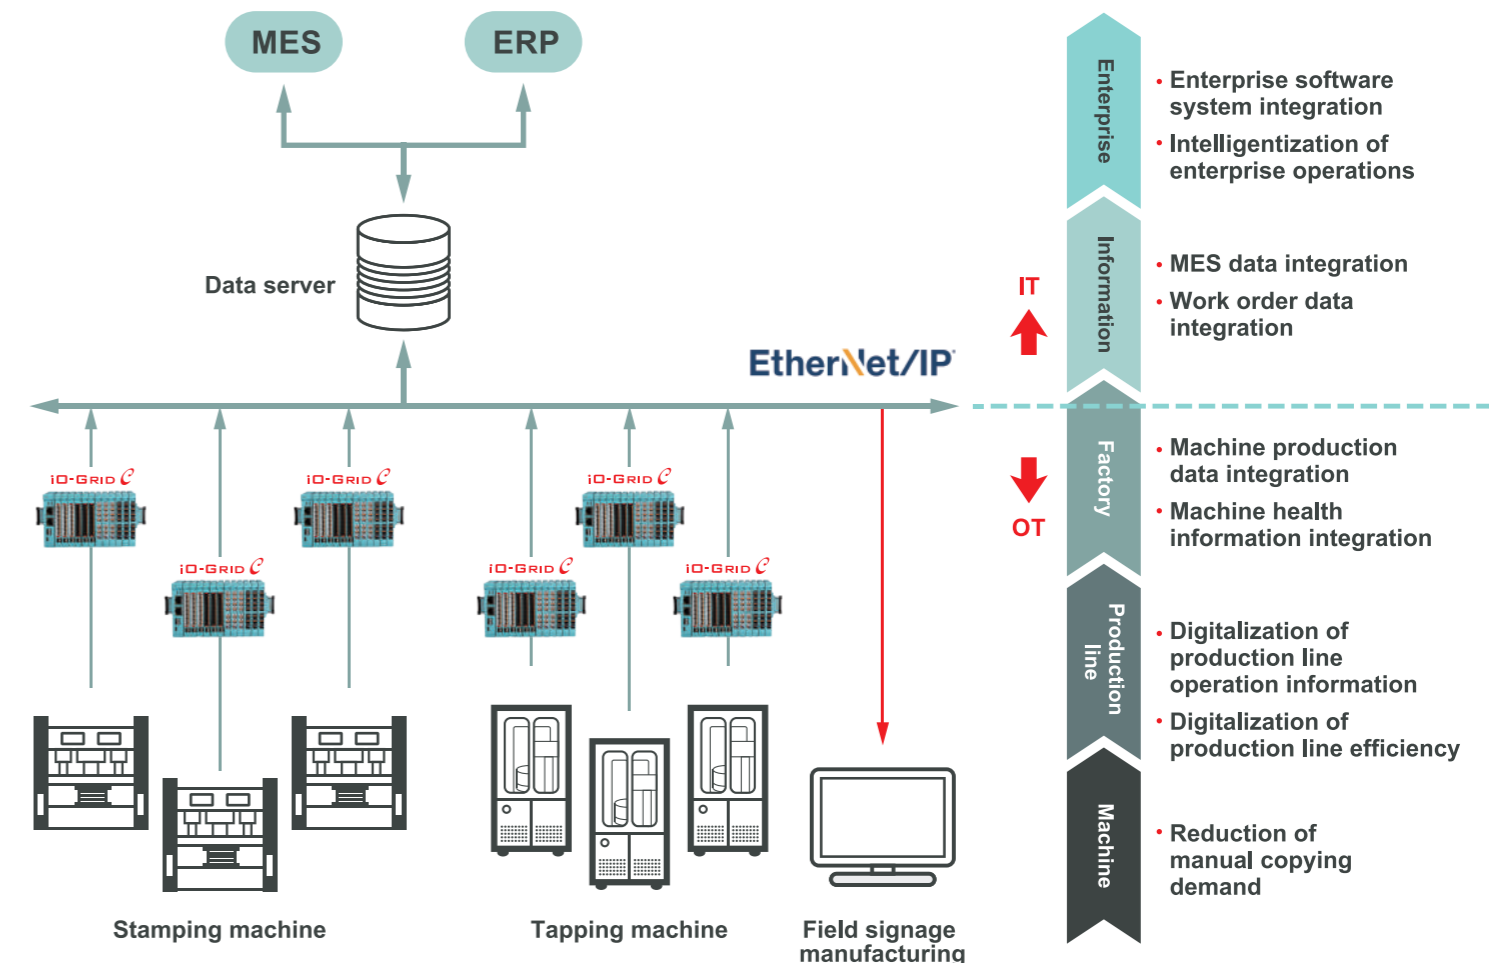 MES
ERP
Data server
EtherNet/IP
iO-GRID C
iO-GRID C
iO-GRID C
iO-GRID C
iO-GRID C
iO-GRID C
Stamping machine
Tapping machine
Field signage
manufacturing
IT
OT
Enterprise
• Enterprise software
system integration
• Intelligentization of
enterprise operations
Information
• MES data integration
• Work order data
integration
Factory
• Machine production
data integration
• Machine health
information integration
Production
line
• Digitalization of
production line
operation information
• Digitalization of
production line efficiency
Machine
• Reduction of
manual copying
demand